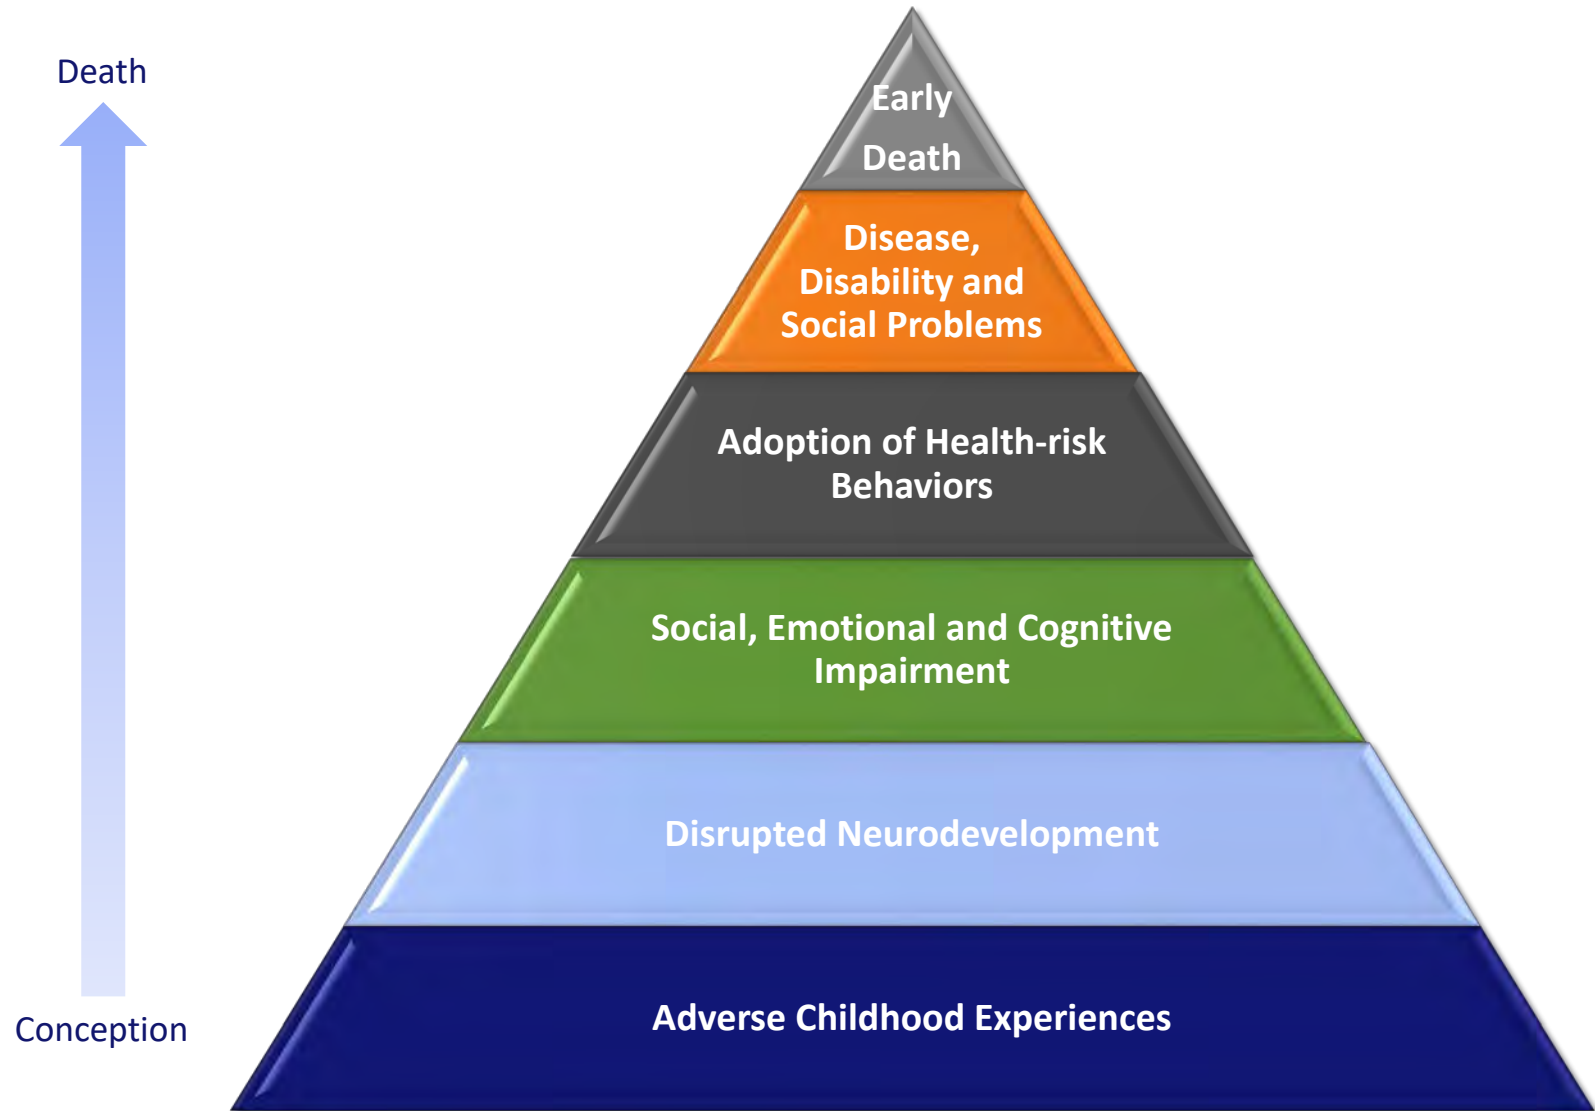 Death
Early
Death
Disease,
Disability and
Social Problems
Adoption of Health-risk
Behaviors
Social, Emotional and Cognitive
Impairment
Disrupted Neurodevelopment
Adverse Childhood Experiences
Conception